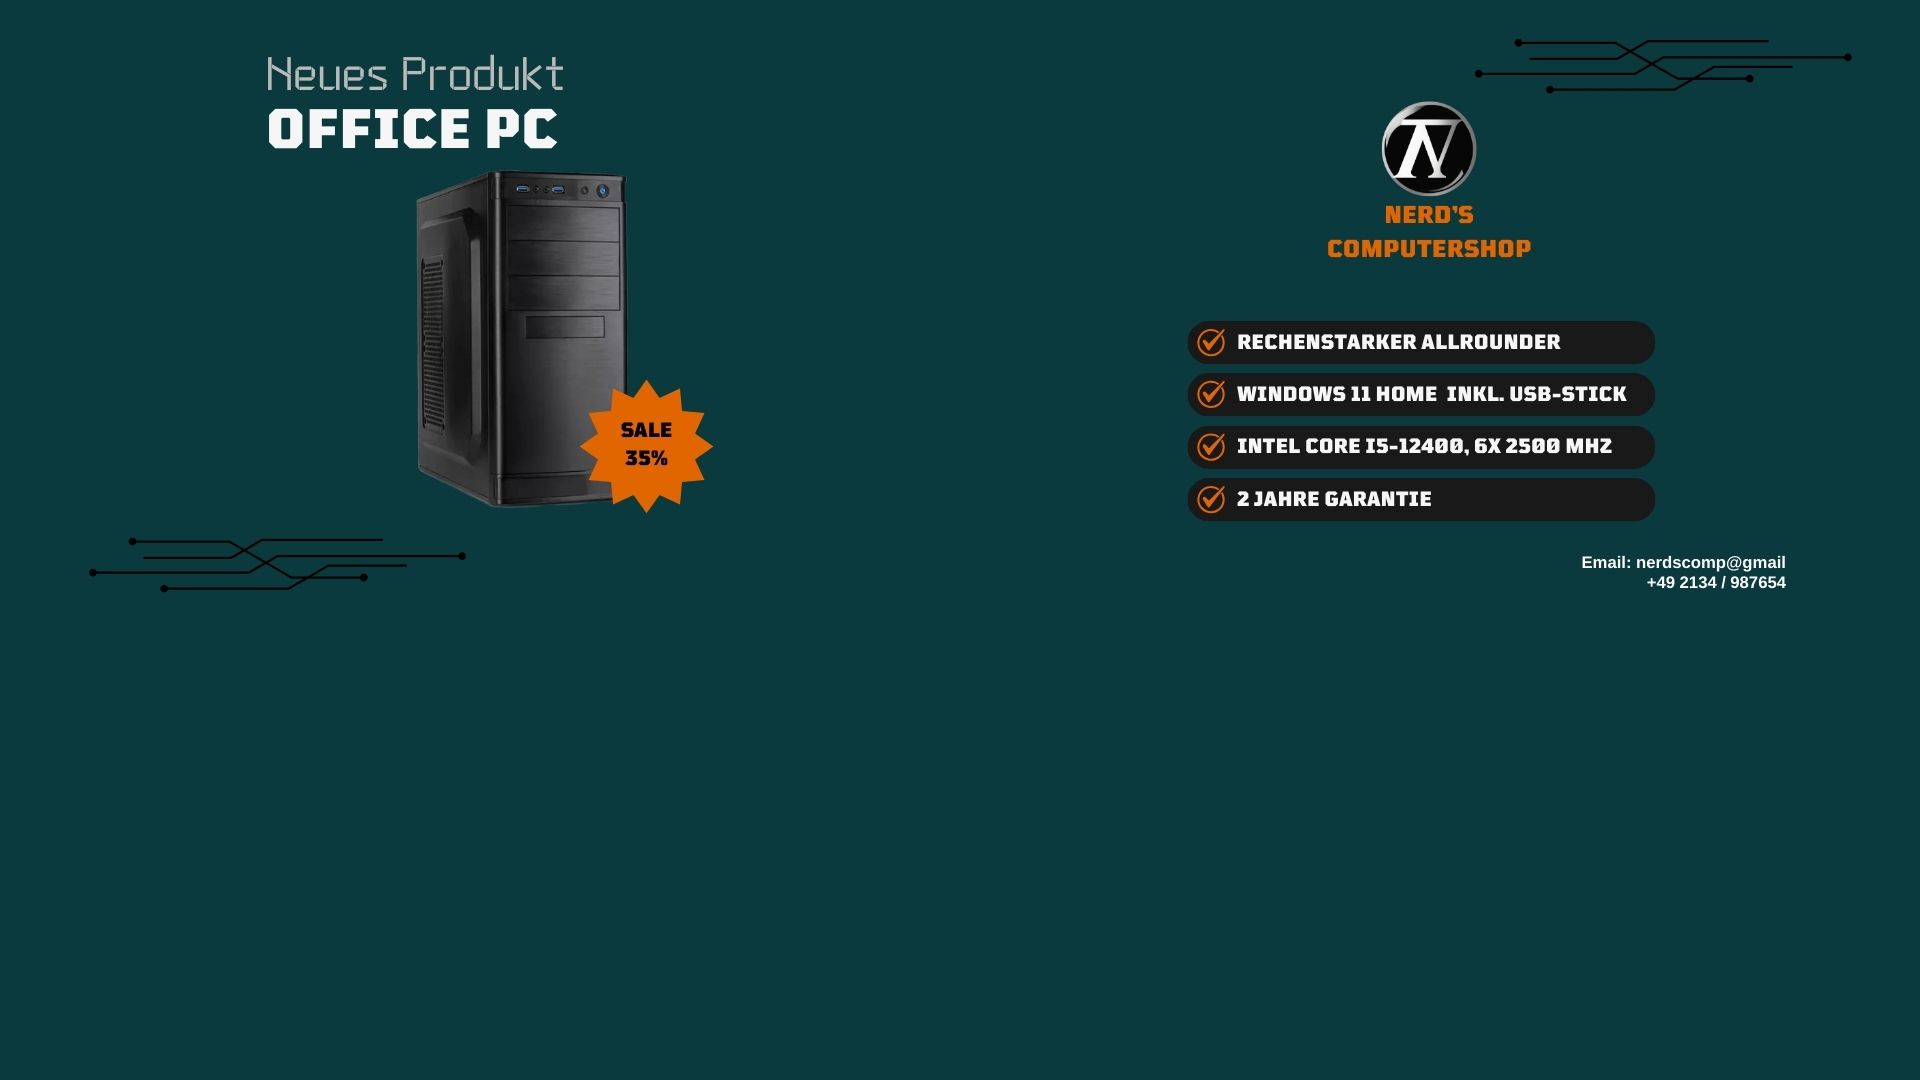 Neues Produkt
OFFICE PC
SALE
35%
NERD'S
COMPUTERSHOP
RECHENSTARKER ALLROUNDER
WINDOWS 11 HOME INKL. USB-STICK
INTEL CORE I5-12400, 6X 2500 MHZ
2 JAHRE GARANTIE
Email: nerdscomp@gmail
+49 2134 / 987654